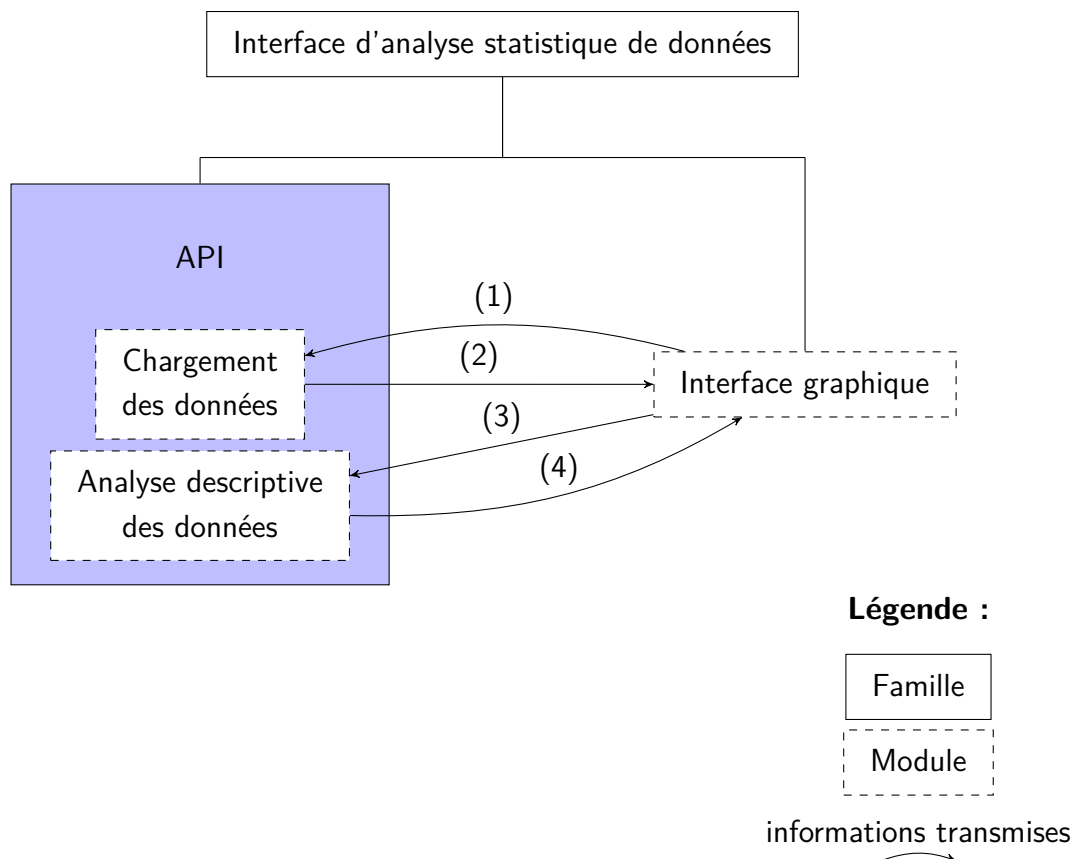 Interface d'analyse statistique de données
API
(1)
Chargement
des données
(2)
Interface graphique
(3)
Analyse descriptive
des données
(4)
Légende :
Famille
Module
informations transmises